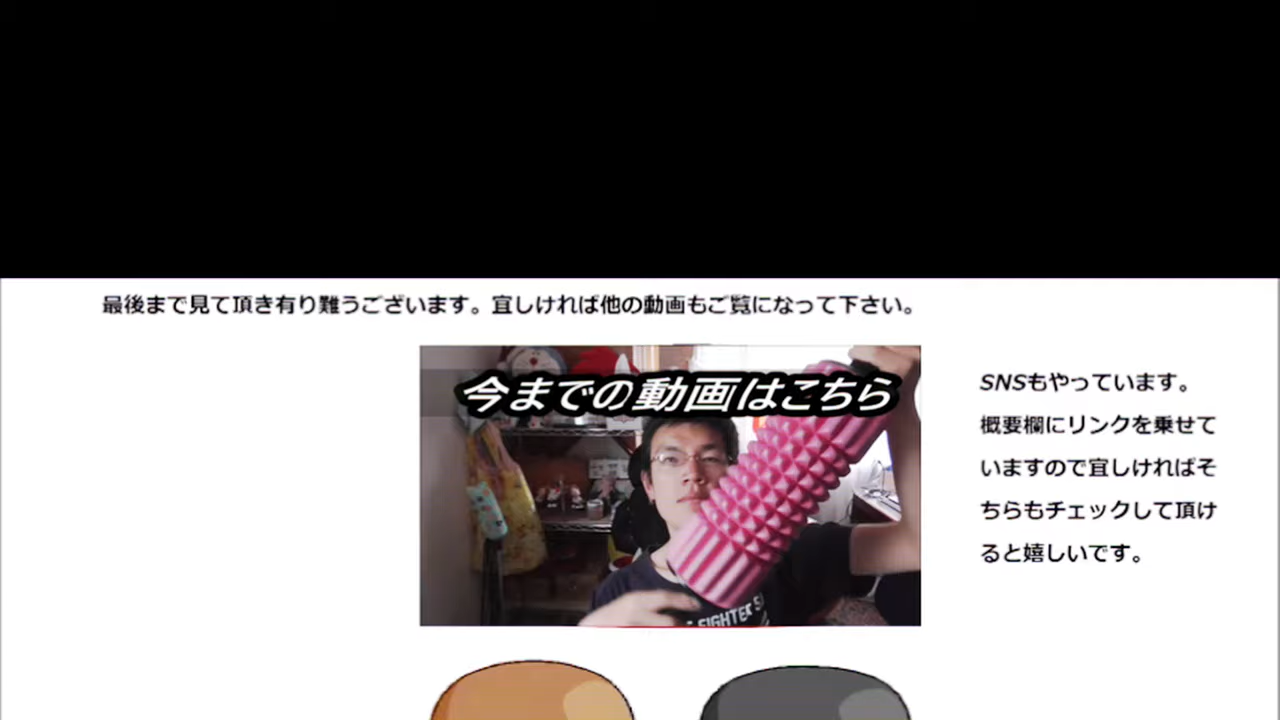 最後まで見て頂き有り難うございます。宜しければ他の動画もご覧になって下さい。
今までの動画はこちら
SNSもやっています。
概要欄にリンクを乗せて
いますので宜しければそ
ちらもチェックして頂け
ると嬉しいです。
FIGHTER